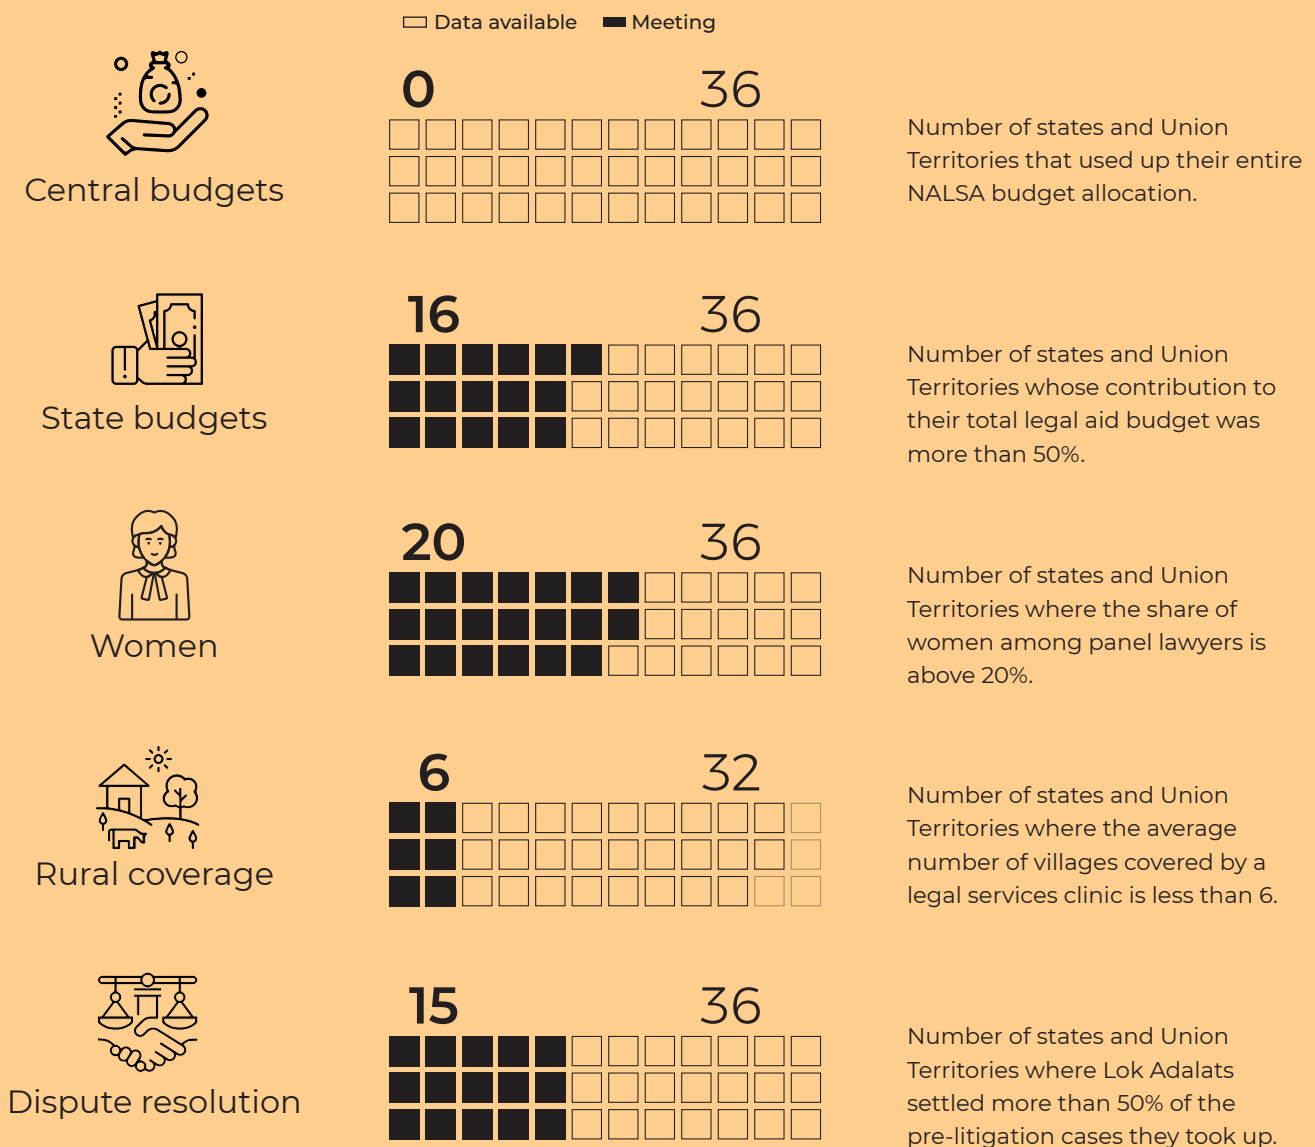 Data available Meeting
0 36
Central budgets
Number of states and Union
Territories that used up their entire
NALSA budget allocation.
16 36
State budgets
Number of states and Union
Territories whose contribution to
their total legal aid budget was
more than 50%.
20 36
Women
Number of states and Union
Territories where the share of
women among panel lawyers is
above 20%.
6 32
Rural coverage
Number of states and Union
Territories where the average
number of villages covered by a
legal services clinic is less than 6.
15 36
Dispute resolution
Number of states and Union
Territories where Lok Adalats
settled more than 50% of the
pre-litigation cases they took up.